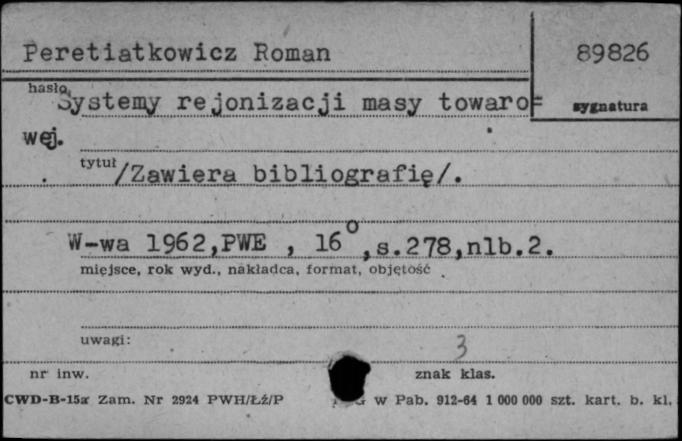 Peretiatkowicz Roman 89826
hasło
Systemy rejonizacji masy towaro= sygnatura
wej.
tytuł /Zawiera bibliografię/.
W-wa 1962,PWE , 16⁰,s.278,nlb.2.
miejsce, rok wyd., nakładca, format, objętość
uwagi: 3
nr inw. znak klas.
CWD-B-15a Zam. Nr 2924 PWH/Łź/P w Pab. 912-64 1 000 000 szt. kart. b. kl.